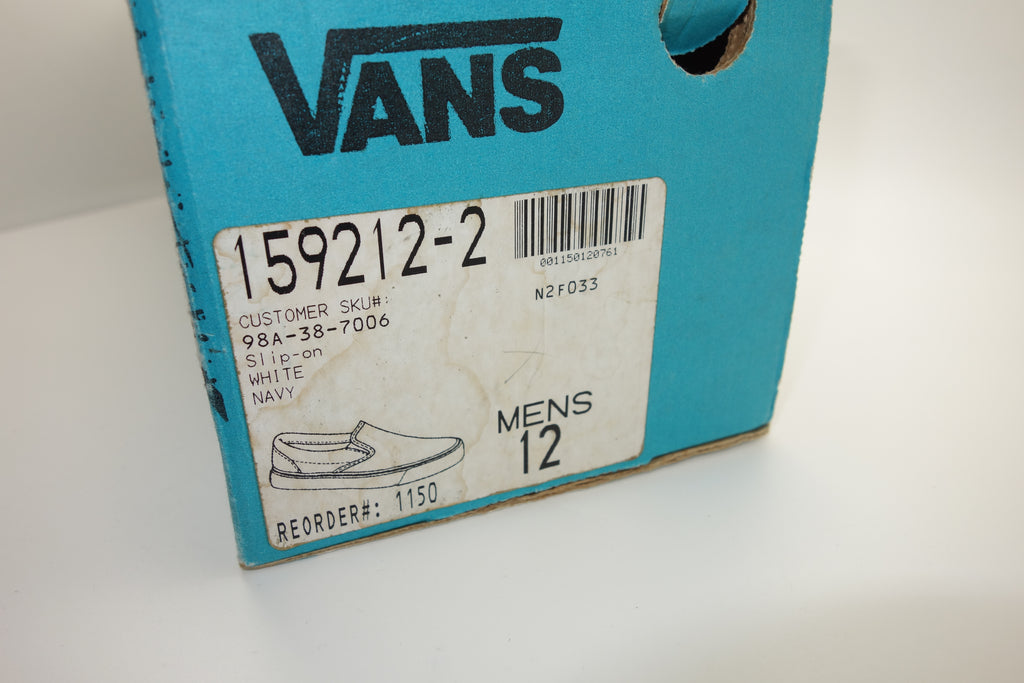 VANS
159212-2
001150120761
N2F033
CUSTOMER SKU#:
98A-38-7006
Slip-on
WHITE
NAVY
MENS
12
REORDER#: 1150